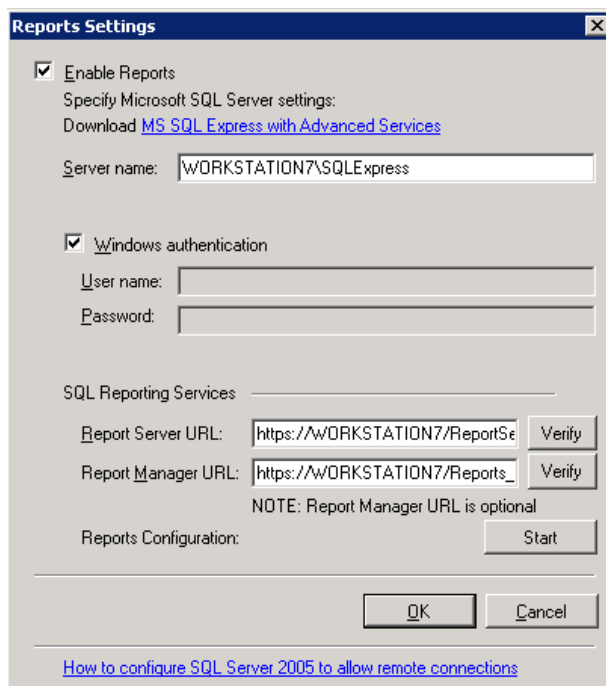 Reports Settings
Enable Reports
Specify Microsoft SQL Server settings:
Download MS SQL Express with Advanced Services
Server name: WORKSTATION7\SQLExpress
Windows authentication
User name:
Password:
SQL Reporting Services
Report Server URL: https://WORKSTATION7/ReportSe Verify
Report Manager URL: https://WORKSTATION7/Reports_ Verify
NOTE: Report Manager URL is optional
Reports Configuration: Start
OK Cancel
How to configure SQL Server 2005 to allow remote connections